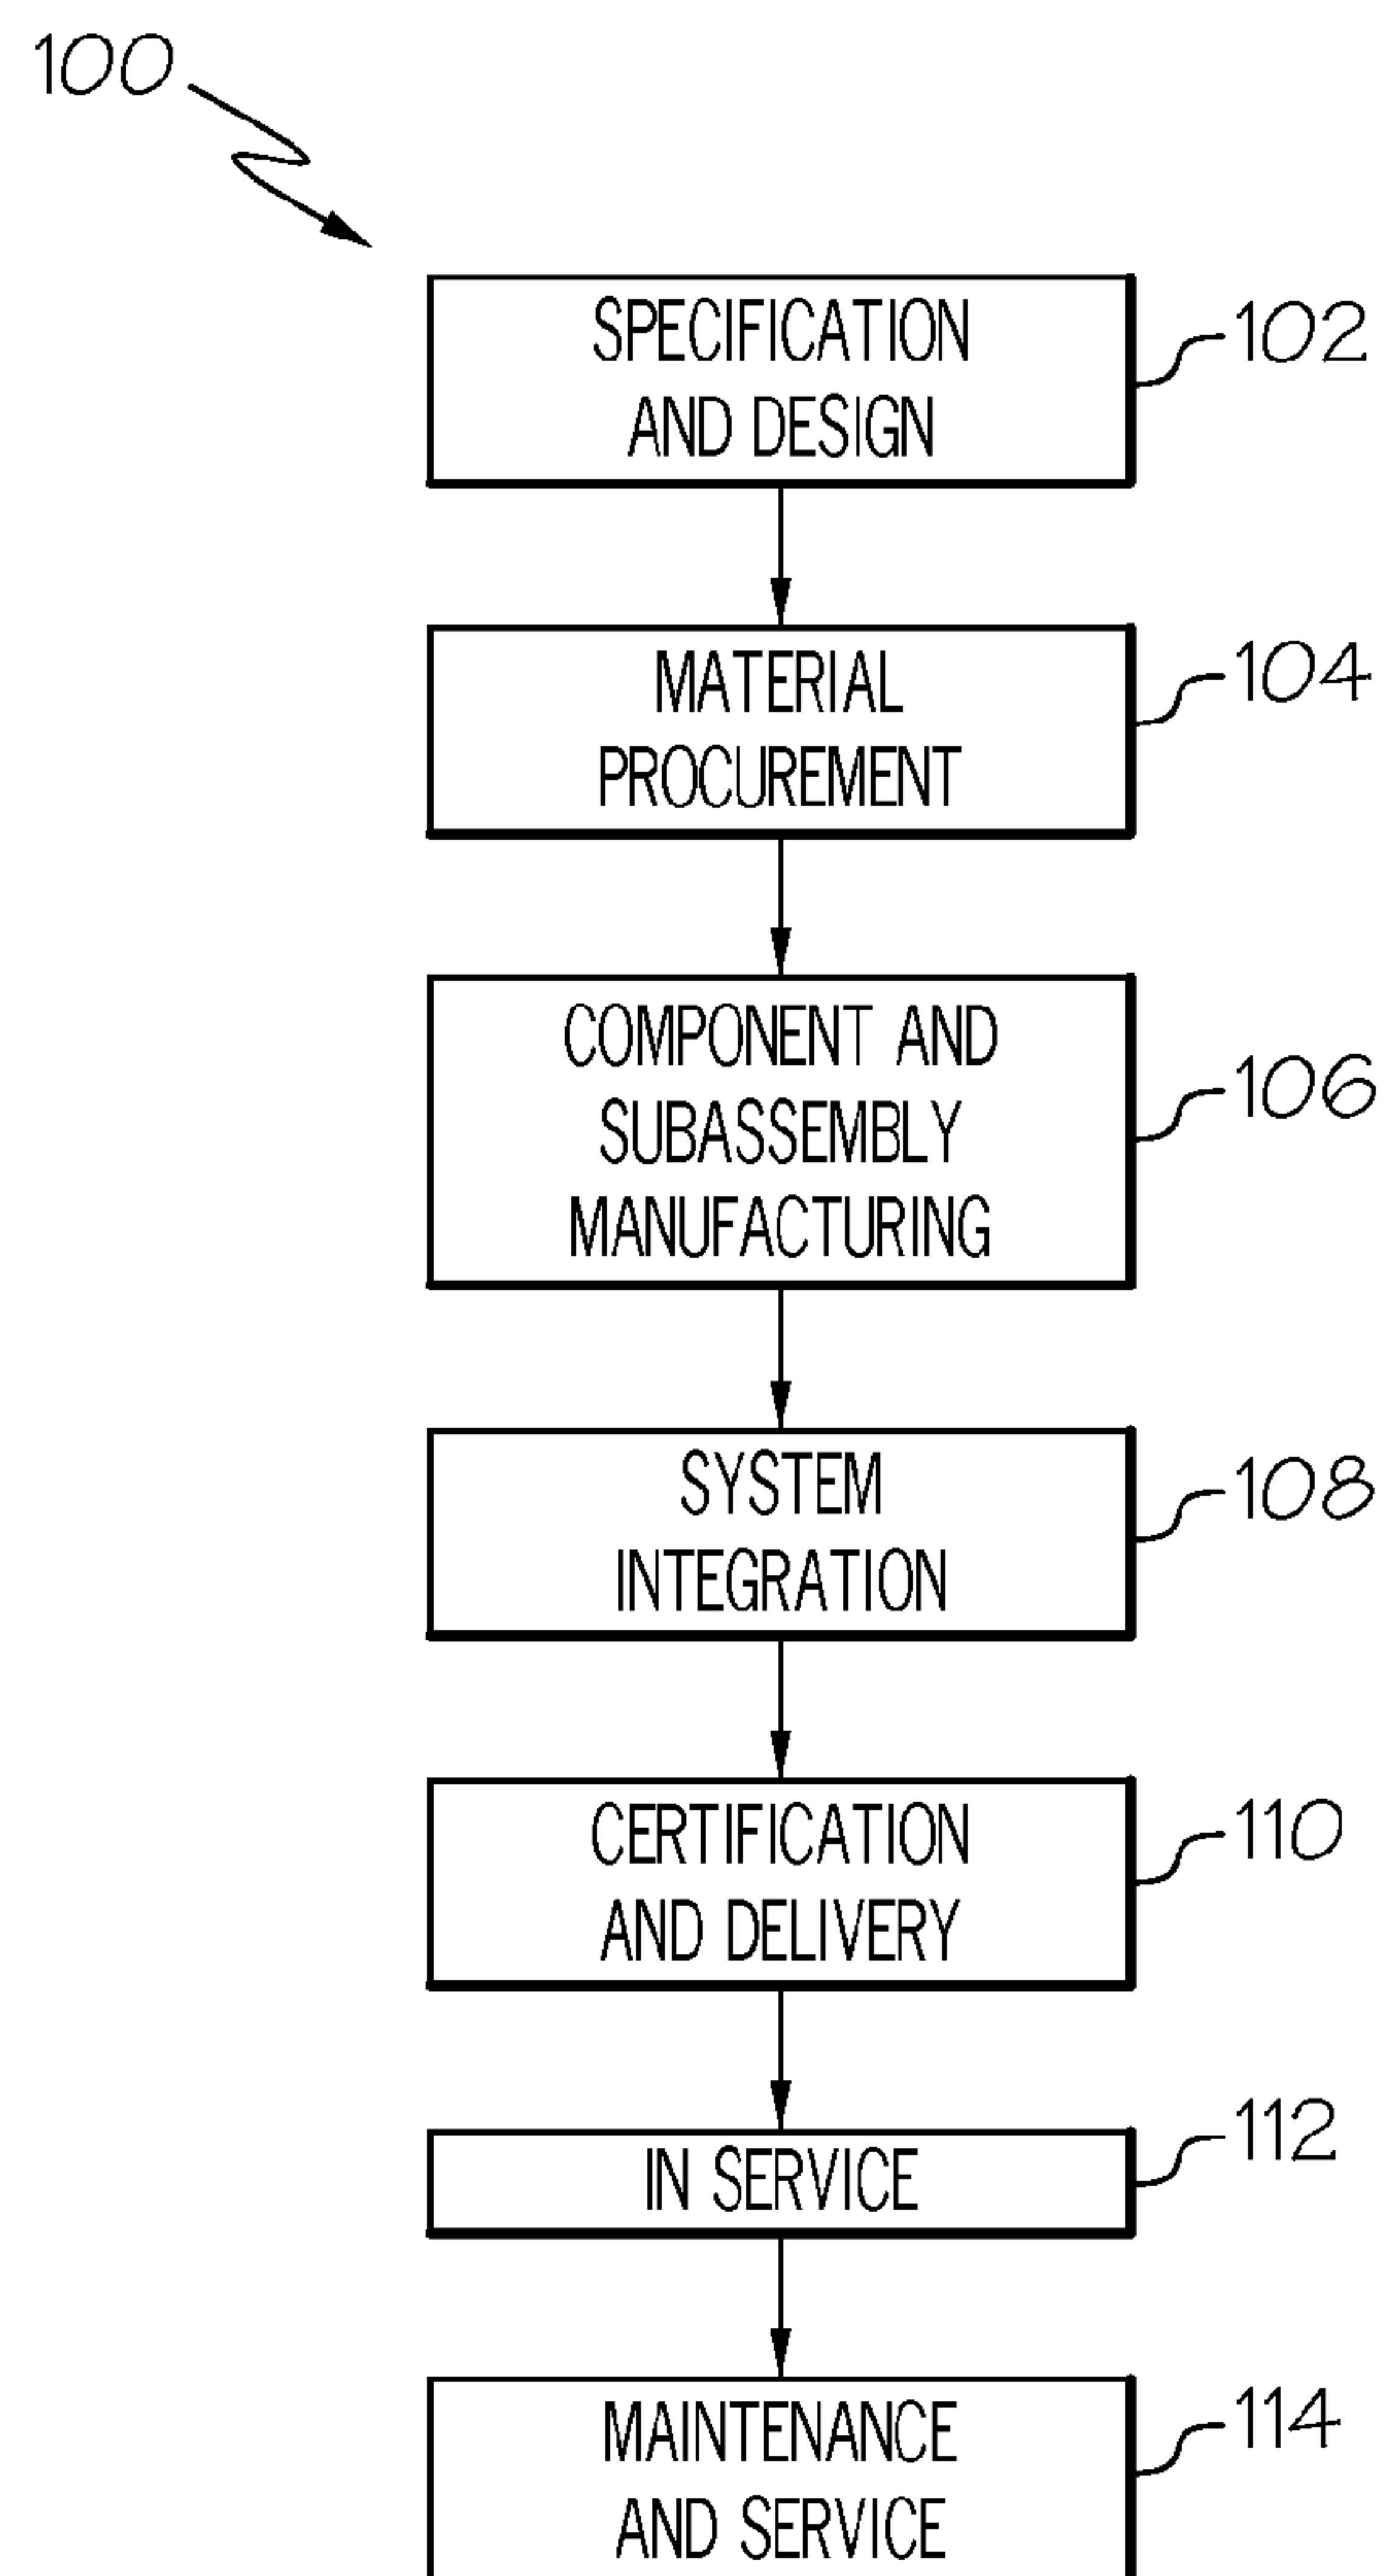 100
SPECIFICATION
AND DESIGN
102
MATERIAL
PROCUREMENT
104
COMPONENT AND
SUBASSEMBLY
MANUFACTURING
106
SYSTEM
INTEGRATION
108
CERTIFICATION
AND DELIVERY
110
IN SERVICE
112
MAINTENANCE
AND SERVICE
114